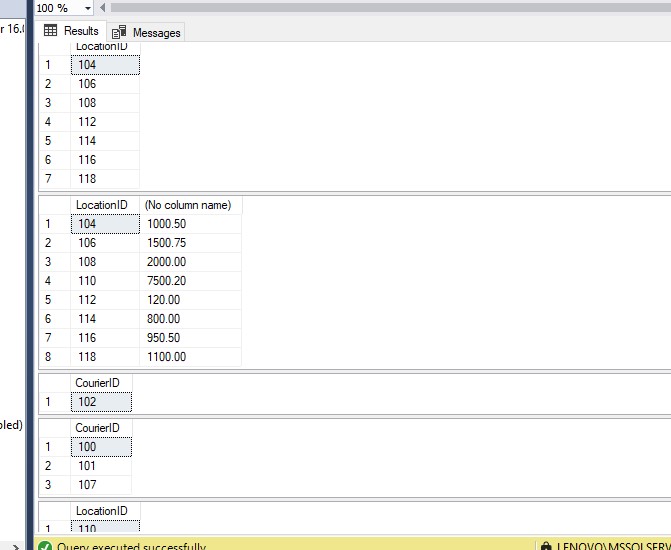 100 %
r 16.0
Results Messages
LocationID
1 104
2 106
3 108
4 112
5 114
6 116
7 118
LocationID (No column name)
1 104 1000.50
2 106 1500.75
3 108 2000.00
4 110 7500.20
5 112 120.00
6 114 800.00
7 116 950.50
8 118 1100.00
CourierID
1 102
CourierID
1 100
2 101
3 107
oled)
LocationID
1 110
Query executed successfully LENOVO\MSSQLSERV